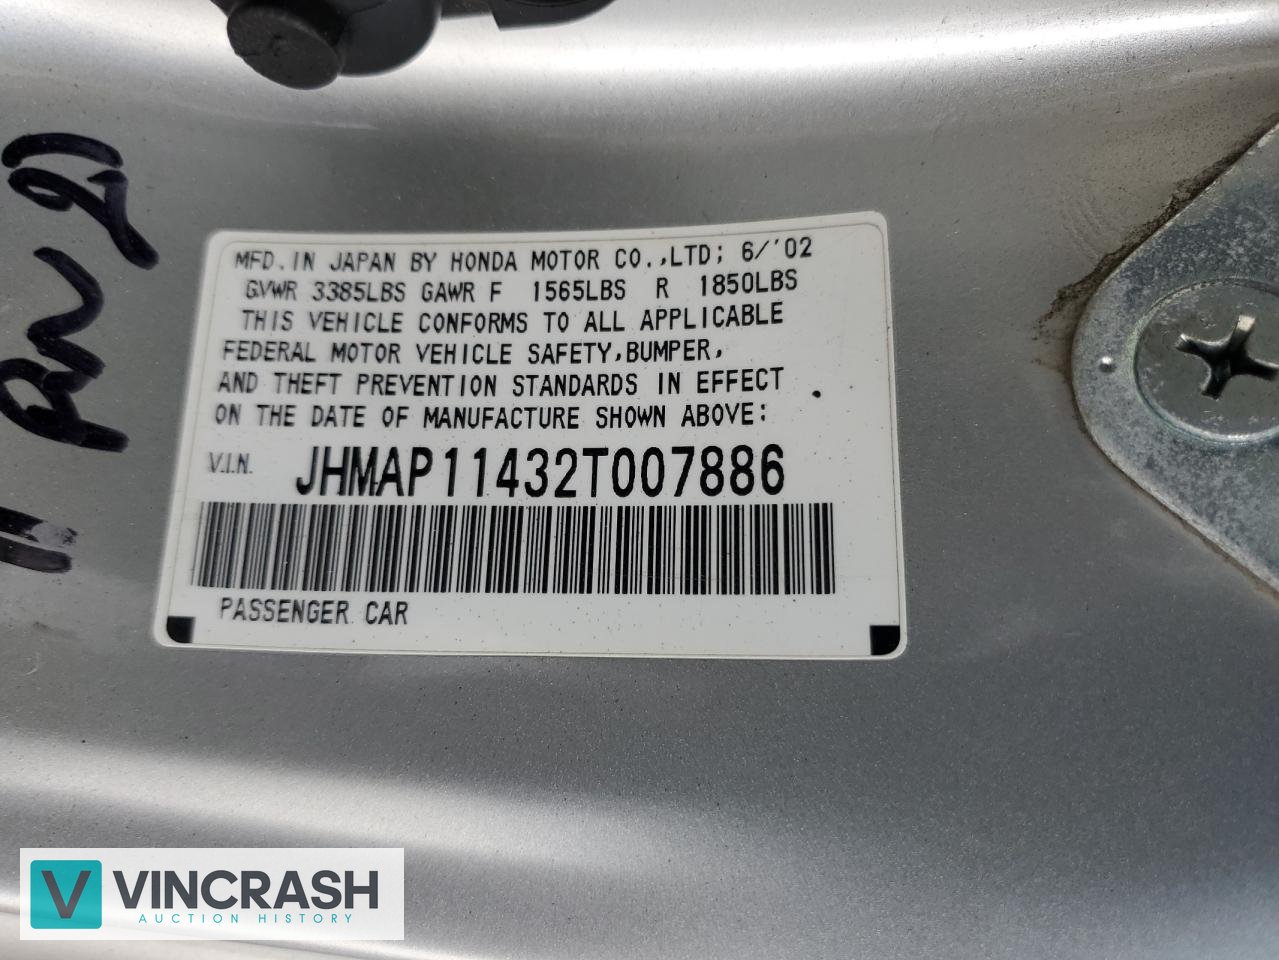 MFD. IN JAPAN BY HONDA MOTOR CO.,LTD; 6/'02
GVWR 3385LBS GAWR F 1565LBS R 1850LBS
THIS VEHICLE CONFORMS TO ALL APPLICABLE
FEDERAL MOTOR VEHICLE SAFETY,BUMPER,
AND THEFT PREVENTION STANDARDS IN EFFECT
ON THE DATE OF MANUFACTURE SHOWN ABOVE:
V.I.N. JHMAP11432T007886
PASSENGER CAR
V VINCRASH
AUCTION HISTORY